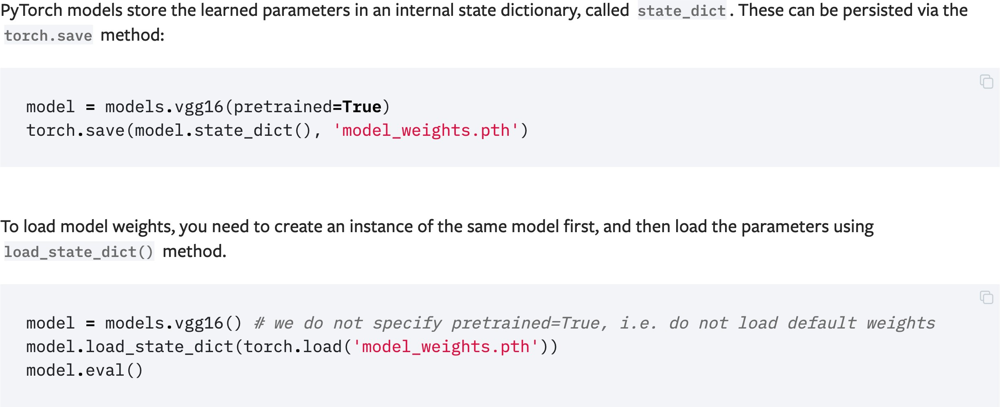 PyTorch models store the learned parameters in an internal state dictionary, called state_dict. These can be persisted via the
torch.save method:
model = models.vgg16(pretrained=True)
torch.save(model.state_dict(), 'model_weights.pth')
To load model weights, you need to create an instance of the same model first, and then load the parameters using
load_state_dict() method.
model = models.vgg16() # we do not specify pretrained=True, i.e. do not load default weights
model.load_state_dict(torch.load('model_weights.pth'))
model.eval()